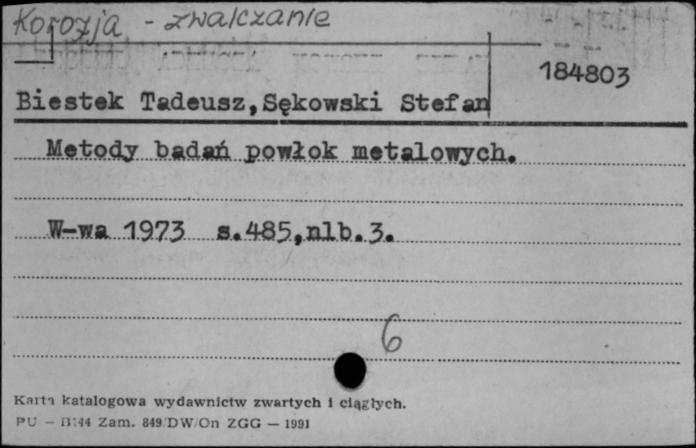 Korozja - zwalczanie
184803
Biestek Tadeusz,Sękowski Stefan
Metody badań powłok metalowych.
W-wa 1973 s.485,nlb.3.
6
Karta katalogowa wydawnictw zwartych i ciągłych.
PU — Zam. 849/DW/On ZGG — 1991